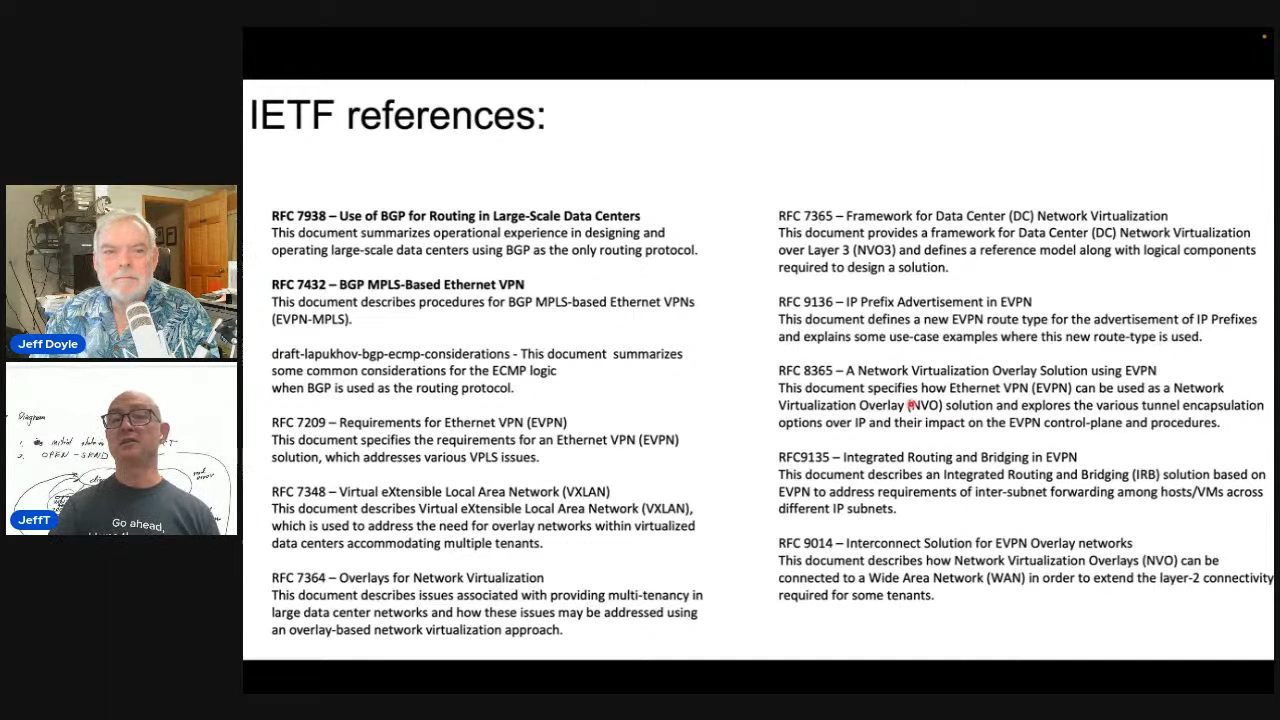 IETF references:
RFC 7938 – Use of BGP for Routing in Large-Scale Data Centers
This document summarizes operational experience in designing and
operating large-scale data centers using BGP as the only routing protocol.
RFC 7432 – BGP MPLS-Based Ethernet VPN
This document describes procedures for BGP MPLS-based Ethernet VPNs
(EVPN-MPLS).
draft-lapukhov-bgp-ecmp-considerations - This document summarizes
some common considerations for the ECMP logic
when BGP is used as the routing protocol.
RFC 7209 – Requirements for Ethernet VPN (EVPN)
This document specifies the requirements for an Ethernet VPN (EVPN)
solution, which addresses various VPLS issues.
RFC 7348 – Virtual eXtensible Local Area Network (VXLAN)
This document describes Virtual eXtensible Local Area Network (VXLAN),
which is used to address the need for overlay networks within virtualized
data centers accommodating multiple tenants.
RFC 7364 – Overlays for Network Virtualization
This document describes issues associated with providing multi-tenancy in
large data center networks and how these issues may be addressed using
an overlay-based network virtualization approach.
RFC 7365 – Framework for Data Center (DC) Network Virtualization
This document provides a framework for Data Center (DC) Network Virtualization
over Layer 3 (NVO3) and defines a reference model along with logical components
required to design a solution.
RFC 9136 – IP Prefix Advertisement in EVPN
This document defines a new EVPN route type for the advertisement of IP Prefixes
and explains some use-case examples where this new route-type is used.
RFC 8365 – A Network Virtualization Overlay Solution using EVPN
This document specifies how Ethernet VPN (EVPN) can be used as a Network
Virtualization Overlay (NVO) solution and explores the various tunnel encapsulation
options over IP and their impact on the EVPN control-plane and procedures.
RFC9135 – Integrated Routing and Bridging in EVPN
This document describes an Integrated Routing and Bridging (IRB) solution based on
EVPN to address requirements of inter-subnet forwarding among hosts/VMs across
different IP subnets.
RFC 9014 – Interconnect Solution for EVPN Overlay networks
This document describes how Network Virtualization Overlays (NVO) can be
connected to a Wide Area Network (WAN) in order to extend the layer-2 connectivity
required for some tenants.
Jeff Doyle
Diagram
1.
2. OPEN-SEND
Go ahead,
JeffT